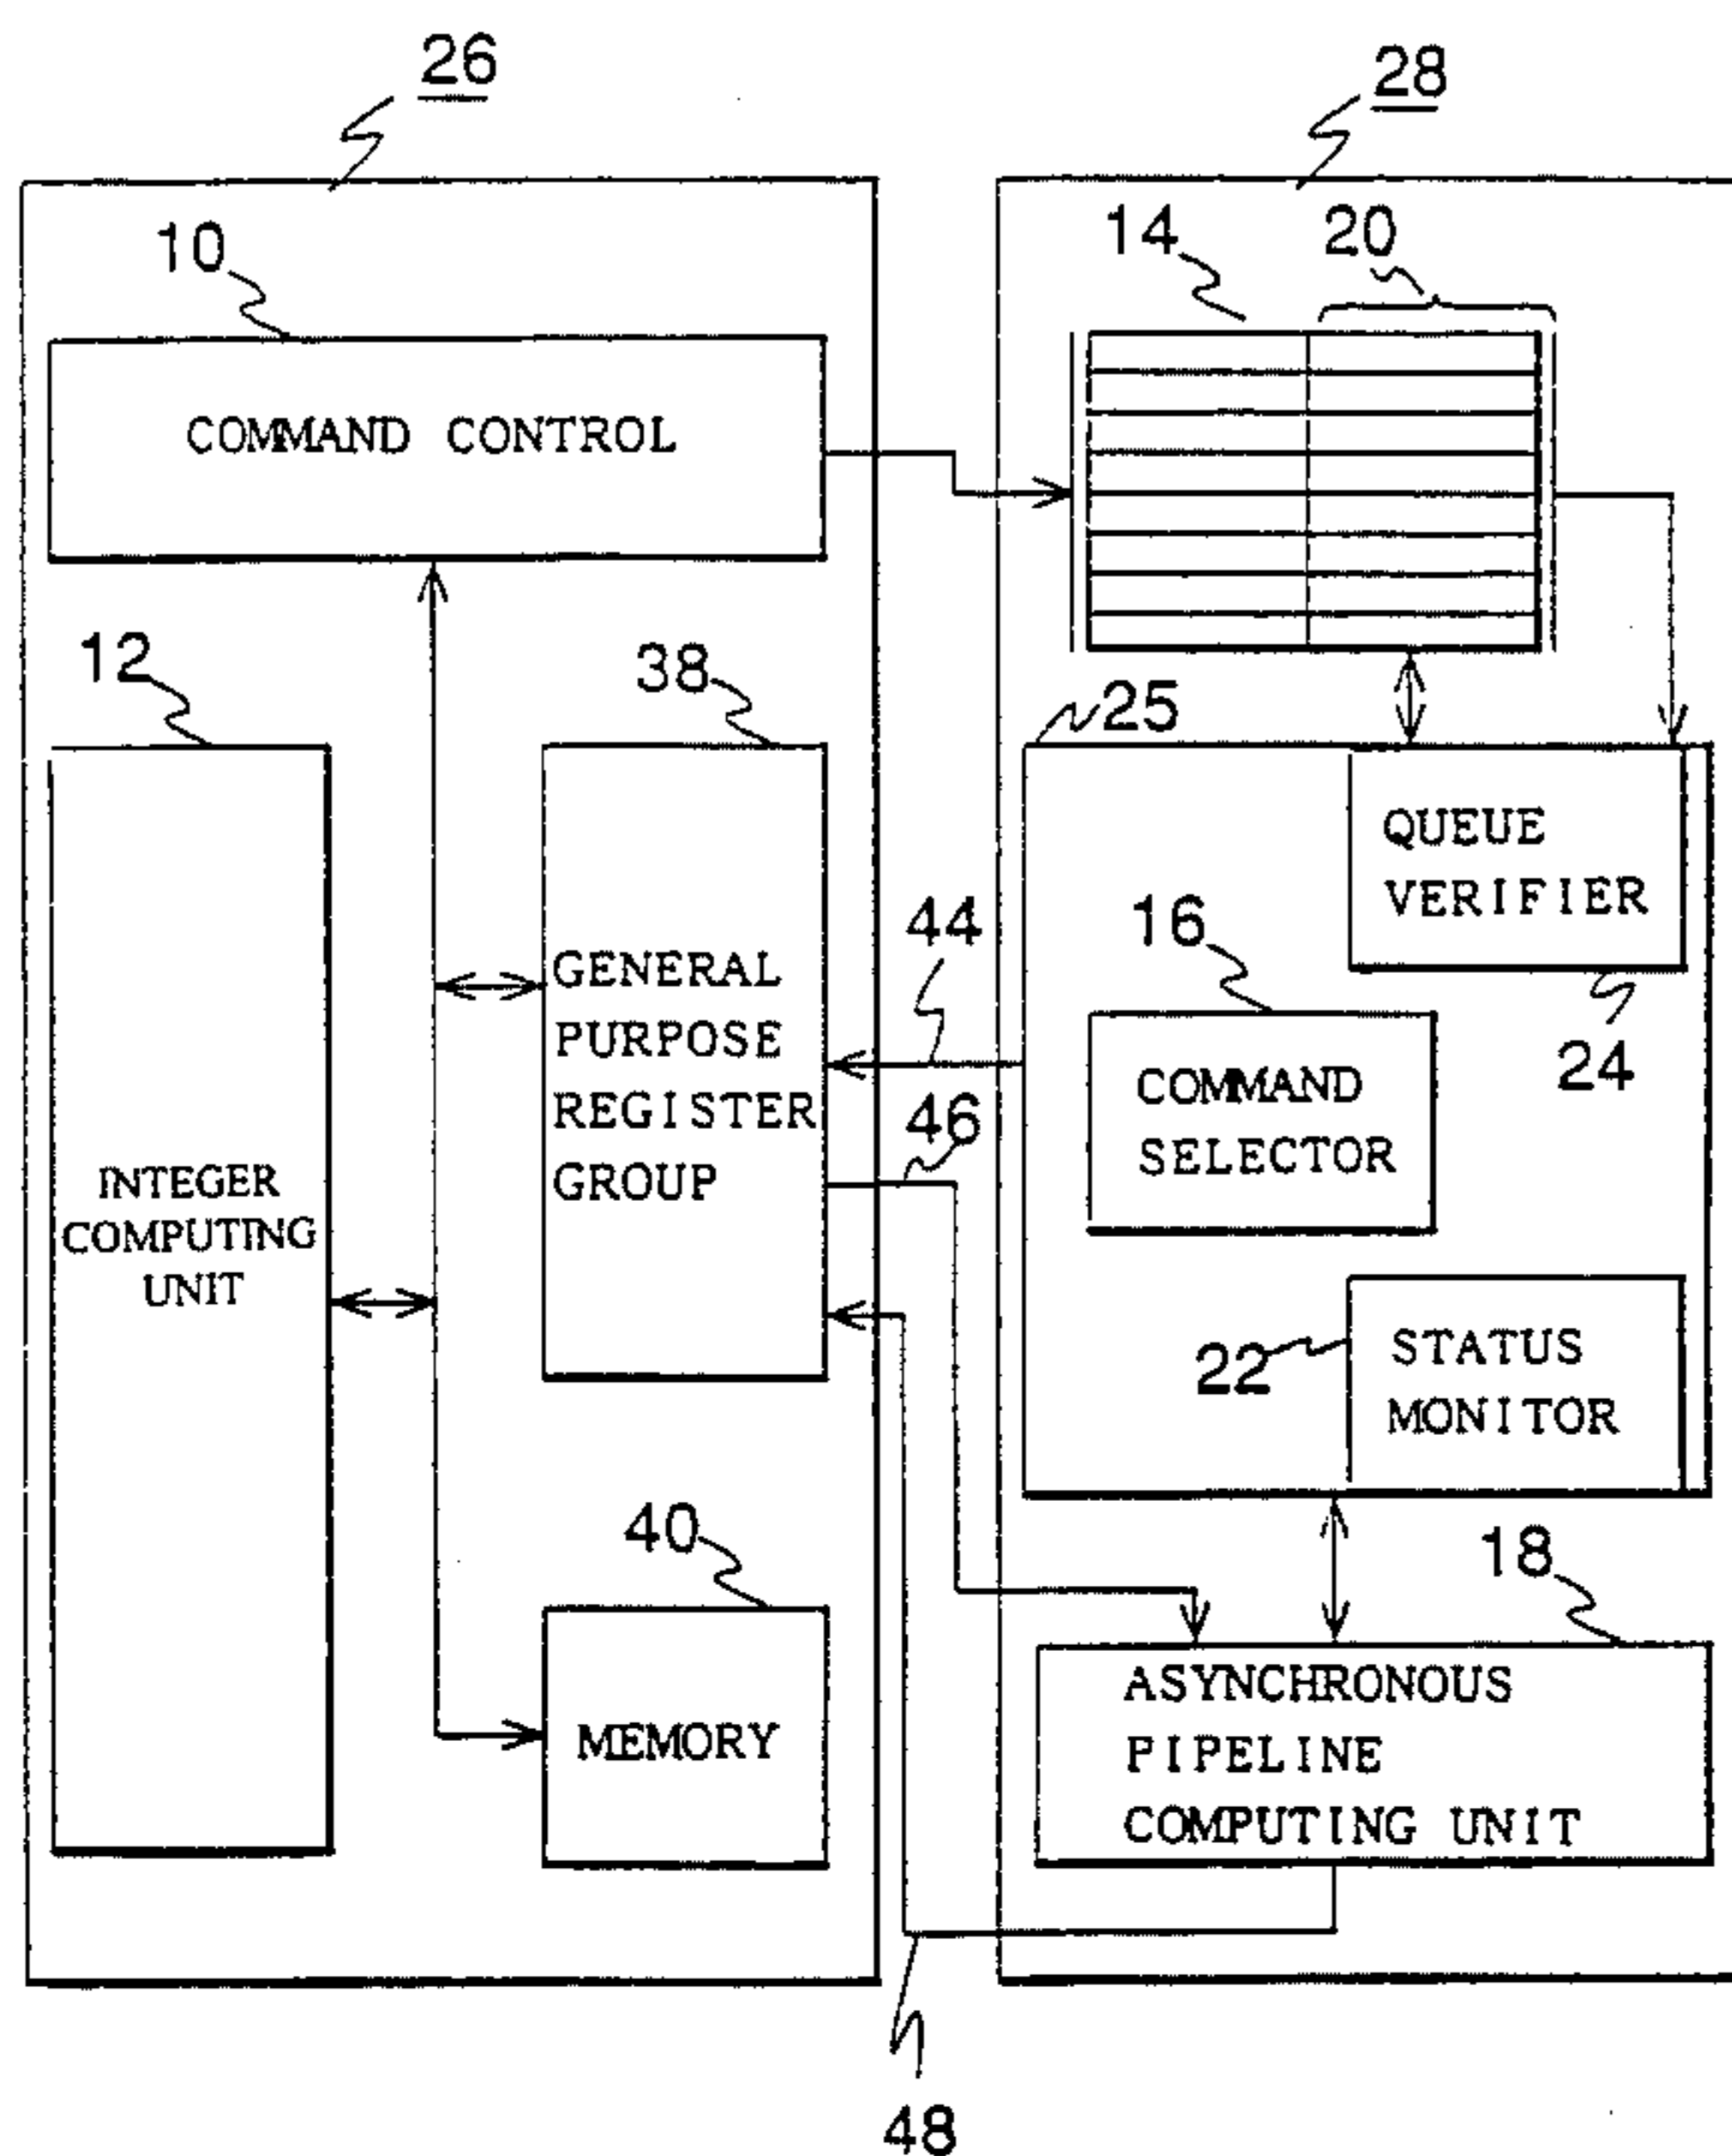 26
28
10
14
20
COMMAND CONTROL
12
38
25
QUEUE
VERIFIER
44
16
24
GENERAL
PURPOSE
REGISTER
GROUP
COMMAND
SELECTOR
46
INTEGER
COMPUTING
UNIT
22
STATUS
MONITOR
40
18
MEMORY
ASYNCHRONOUS
PIPELINE
COMPUTING UNIT
48